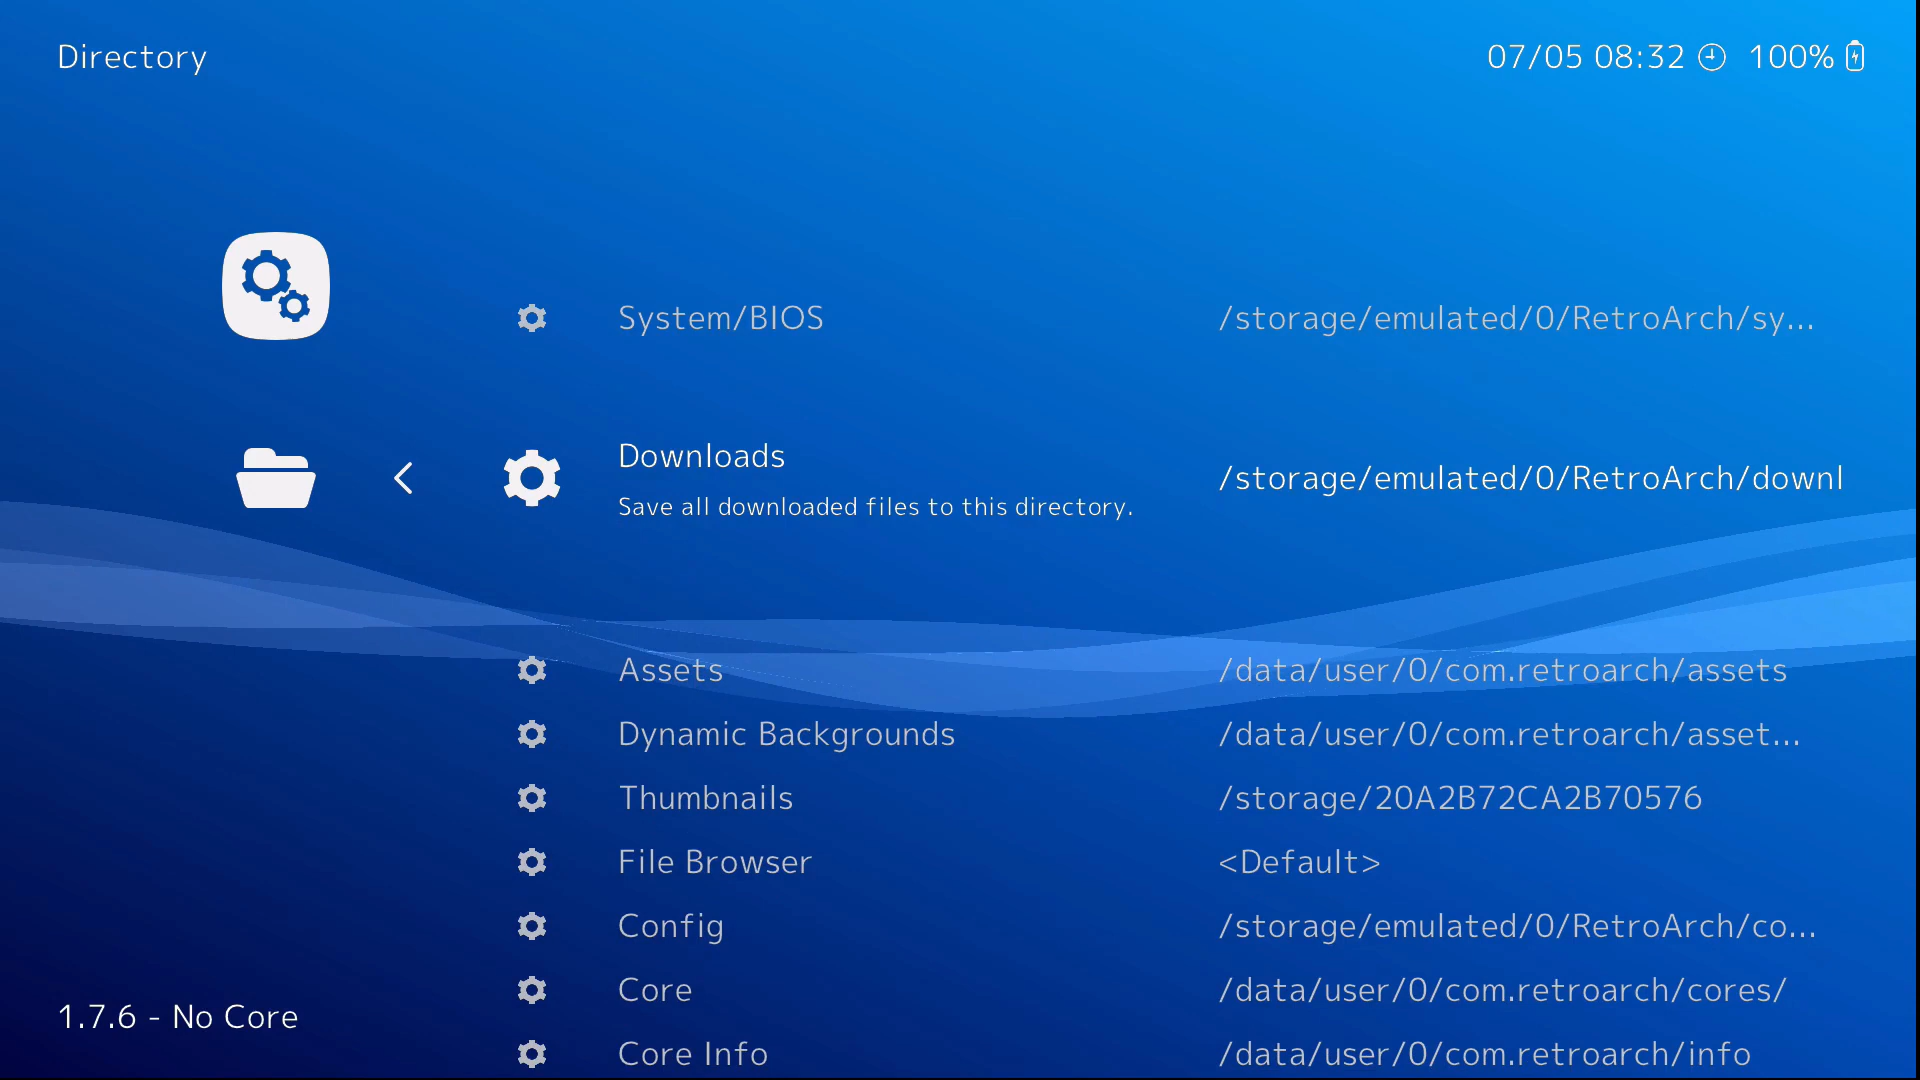 Directory
07/05 08:32 100%
System/BIOS /storage/emulated/0/RetroArch/sy...
Downloads /storage/emulated/0/RetroArch/downl
Save all downloaded files to this directory.
Assets /data/user/0/com.retroarch/assets
Dynamic Backgrounds /data/user/0/com.retroarch/asset...
Thumbnails /storage/20A2B72CA2B70576
File Browser <Default>
Config /storage/emulated/0/RetroArch/co...
Core /data/user/0/com.retroarch/cores/
1.7.6 - No Core
Core Info /data/user/0/com.retroarch/info